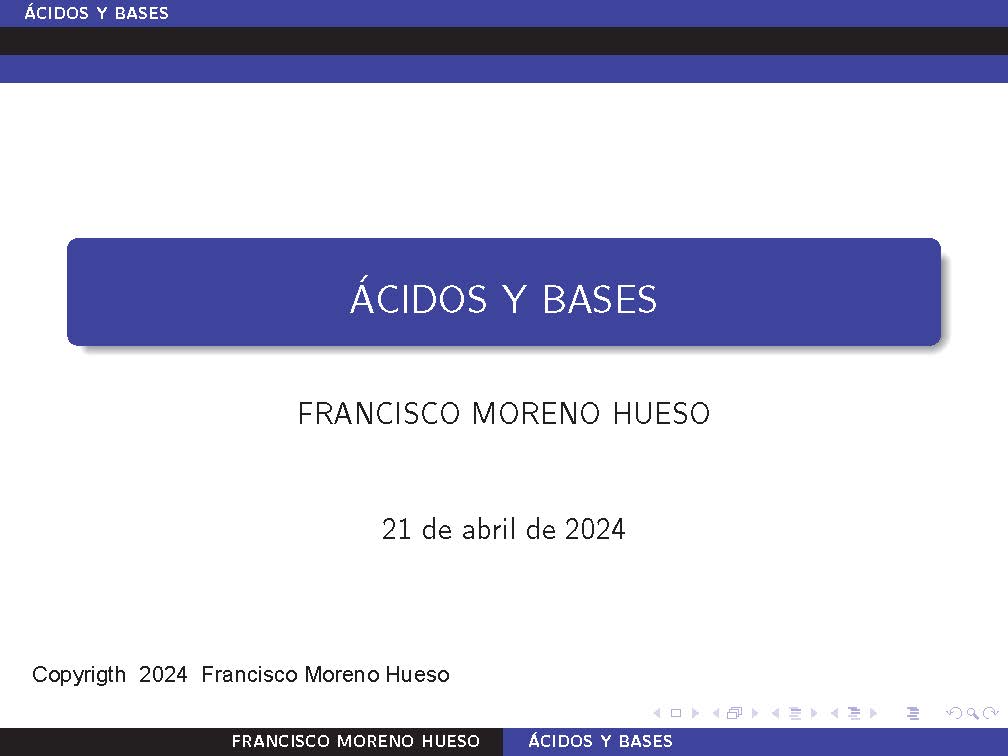 ÁCIDOS Y BASES
ÁCIDOS Y BASES
FRANCISCO MORENO HUESO
21 de abril de 2024
Copyrigth 2024 Francisco Moreno Hueso
FRANCISCO MORENO HUESO
ÁCIDOS Y BASES